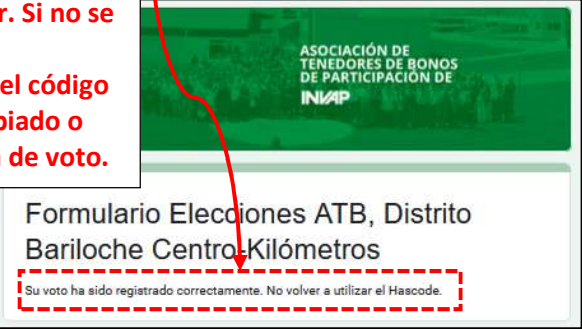 r. Si no se
el código
piado o
de voto.
ASOCIACIÓN DE
TENEDORES DE BONOS
DE PARTICIPACIÓN DE
INVAP
Formulario Elecciones ATB, Distrito
Bariloche Centro-Kilómetros
Su voto ha sido registrado correctamente. No volver a utilizar el Hascode.